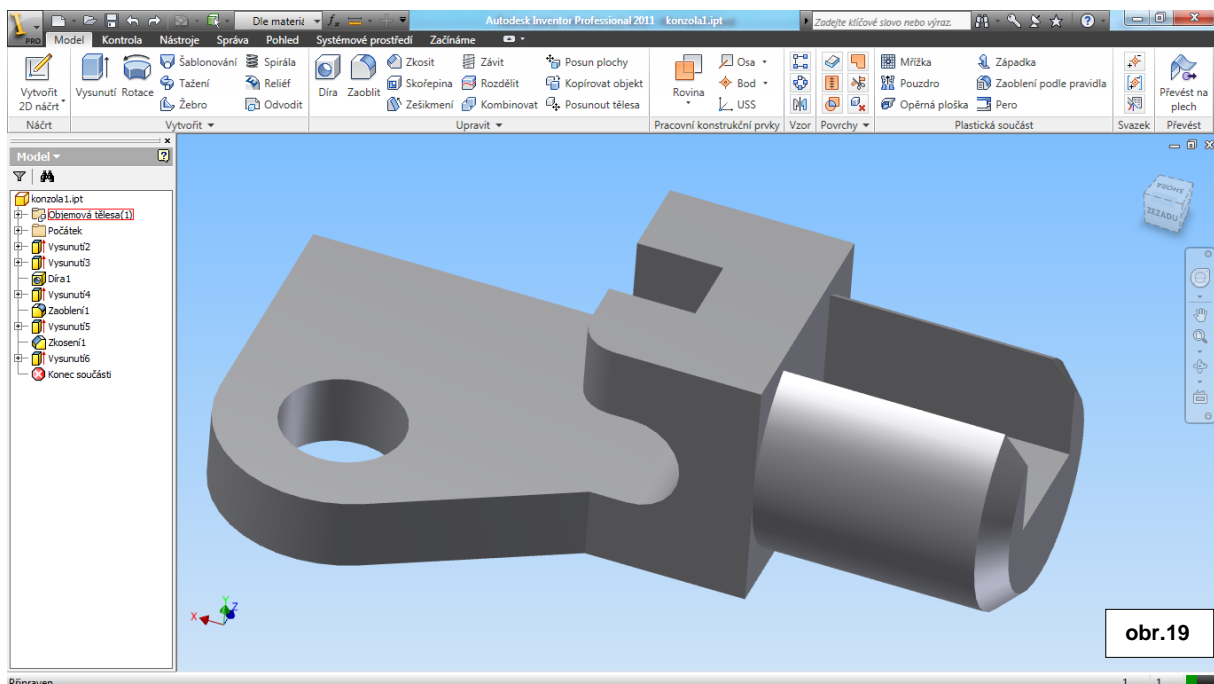 Dle materiá
Autodesk Inventor Professional 2011 konzola1.ipt
Zadejte klíčové slovo nebo výraz.
PRO
Model Kontrola Nástroje Správa Pohled Systémové prostředí Začínáme
Vytvořit 2D náčrt
Vysunutí Rotace
Šablonování Spirála
Tažení Reliéf
Žebro Odvodit
Díra Zaoblit
Zkosit Závit Posun plochy
Skořepina Rozdělit Kopírovat objekt
Zešikmení Kombinovat Posunout tělesa
Rovina
Osa
Bod
USS
Mřížka Západka
Pouzdro Zaoblení podle pravidla
Opěrná ploška Pero
Převést na plech
Náčrt Vytvořit Upravit Pracovní konstrukční prvky Vzor Povrchy Plastická součást Svazek Převést
Model
konzola1.ipt
Objemová tělesa(1)
Počátek
Vysunutí2
Vysunutí3
Díra1
Vysunutí4
Zaoblení1
Vysunutí5
Zkosení1
Vysunutí6
Konec součásti
SHORA
ZEZADU
X Y Z
obr.19
Připraven 1 1